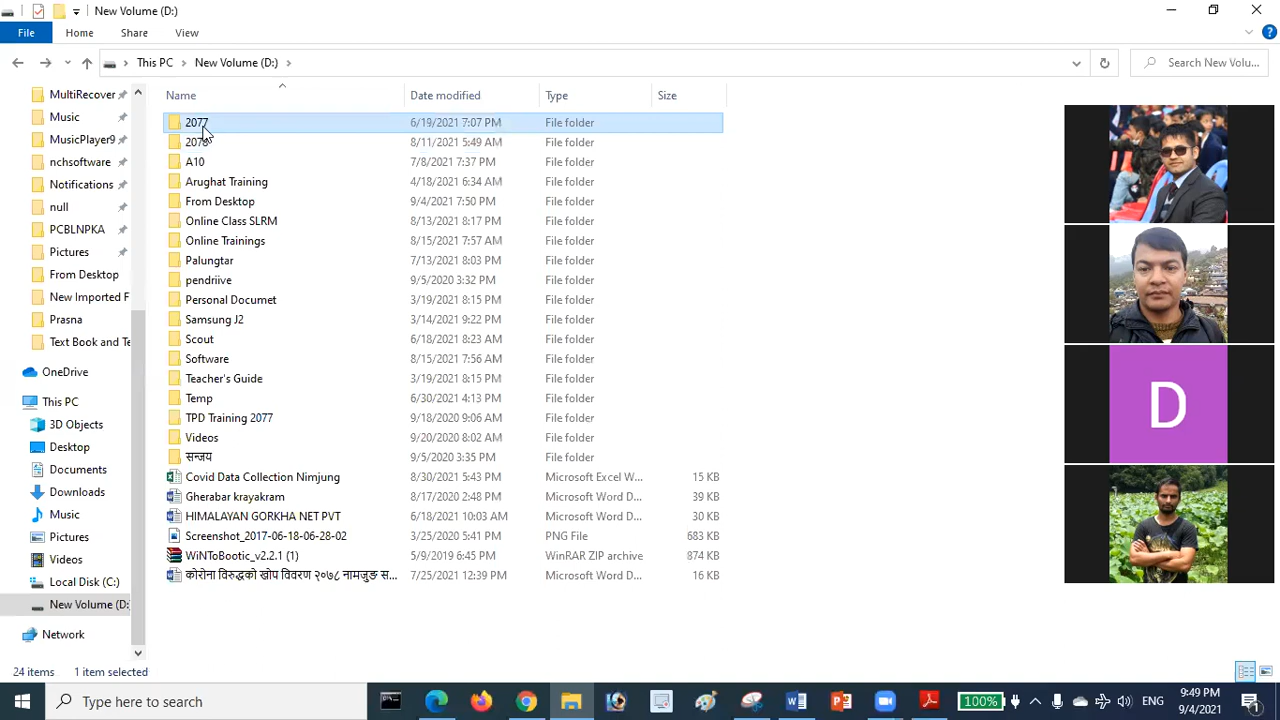 New Volume (D:)
File Home Share View
This PC New Volume (D:) Search New Volu...
Name Date modified Type Size
MultiRecover
Music
MusicPlayer9
nchsoftware
Notifications
null
PCBLNPKA
Pictures
From Desktop
New Imported F
Prasna
Text Book and Te
OneDrive
This PC
3D Objects
Desktop
Documents
Downloads
Music
Pictures
Videos
Local Disk (C:)
New Volume (D:
Network
2077 6/19/2021 7:07 PM File folder
8/11/2021 5:49 AM File folder
A10 7/8/2021 7:37 PM File folder
Arughat Training 4/18/2021 6:34 AM File folder
From Desktop 9/4/2021 7:50 PM File folder
Online Class SLRM 8/13/2021 8:17 PM File folder
Online Trainings 8/15/2021 7:57 AM File folder
Palungtar 7/13/2021 8:03 AM File folder
pendriive 9/5/2020 3:32 PM File folder
Personal Documet 3/19/2021 8:15 PM File folder
Samsung J2 3/14/2021 9:22 PM File folder
Scout 6/18/2021 8:23 AM File folder
Software 8/15/2021 7:56 AM File folder
Teacher's Guide 3/19/2021 8:15 PM File folder
Temp 6/30/2021 4:13 PM File folder
TPD Training 2077 9/18/2020 9:06 AM File folder
Videos 9/20/2020 8:02 AM File folder
सन्जय 9/5/2020 3:35 PM File folder
Covid Data Collection Nimjung 8/30/2021 5:43 PM Microsoft Excel W... 15 KB
Gherabar krayakram 8/17/2020 2:48 PM Microsoft Word D... 39 KB
HIMALAYAN GORKHA NET PVT 6/18/2021 10:03 AM Microsoft Word D... 30 KB
Screenshot_2017-06-18-06-28-02 3/25/2020 5:41 PM PNG File 683 KB
WiNToBootic_v2.2.1 (1) 5/9/2019 6:45 PM WinRAR ZIP archive 874 KB
कोरोना विरुद्धको खोप विवरण २०७८ नामजुङ स... 7/25/2021 12:39 PM Microsoft Word D... 16 KB
D
24 items 1 item selected
Type here to search
100%
ENG
9:49 PM
9/4/2021
1